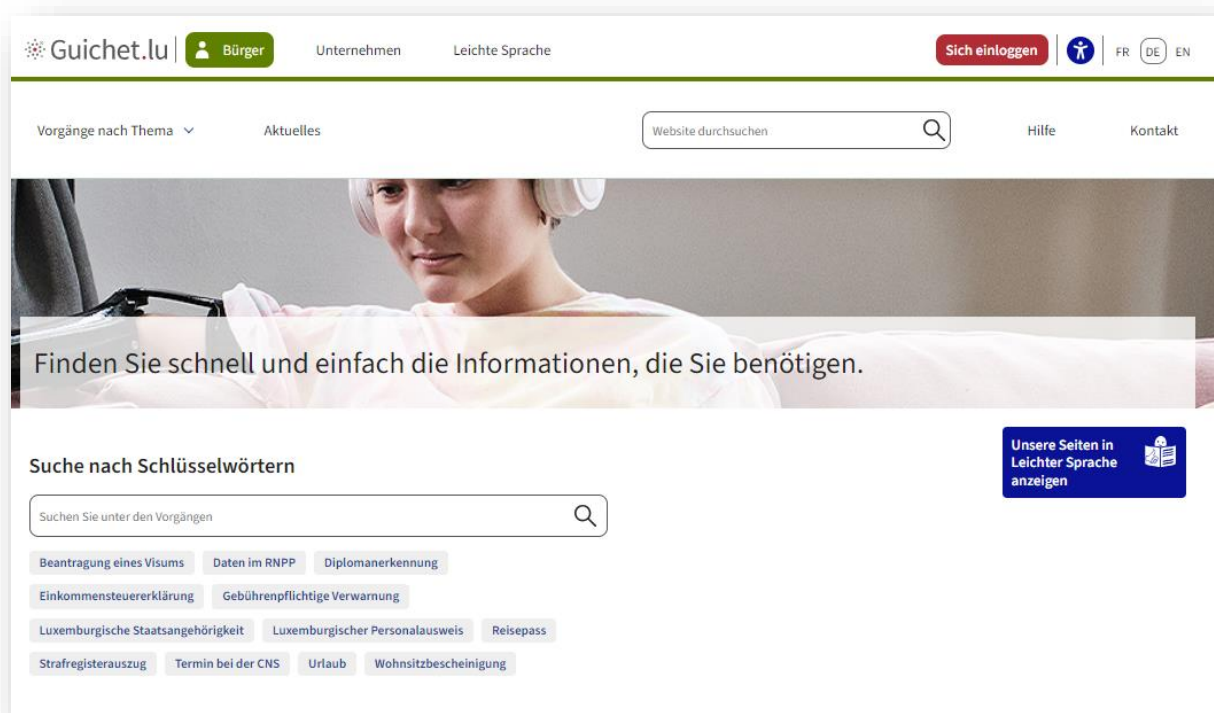 Guichet.lu Bürger Unternehmen Leichte Sprache Sich einloggen FR DE EN
Vorgänge nach Thema Aktuelles Website durchsuchen Hilfe Kontakt
Finden Sie schnell und einfach die Informationen, die Sie benötigen.
Unsere Seiten in
Leichter Sprache
anzeigen
Suche nach Schlüsselwörtern
Suchen Sie unter den Vorgängen
Beantragung eines Visums Daten im RNPP Diplomanerkennung
Einkommensteuererklärung Gebührenpflichtige Verwarnung
Luxemburgische Staatsangehörigkeit Luxemburgischer Personalausweis Reisepass
Strafregisterauszug Termin bei der CNS Urlaub Wohnsitzbescheinigung